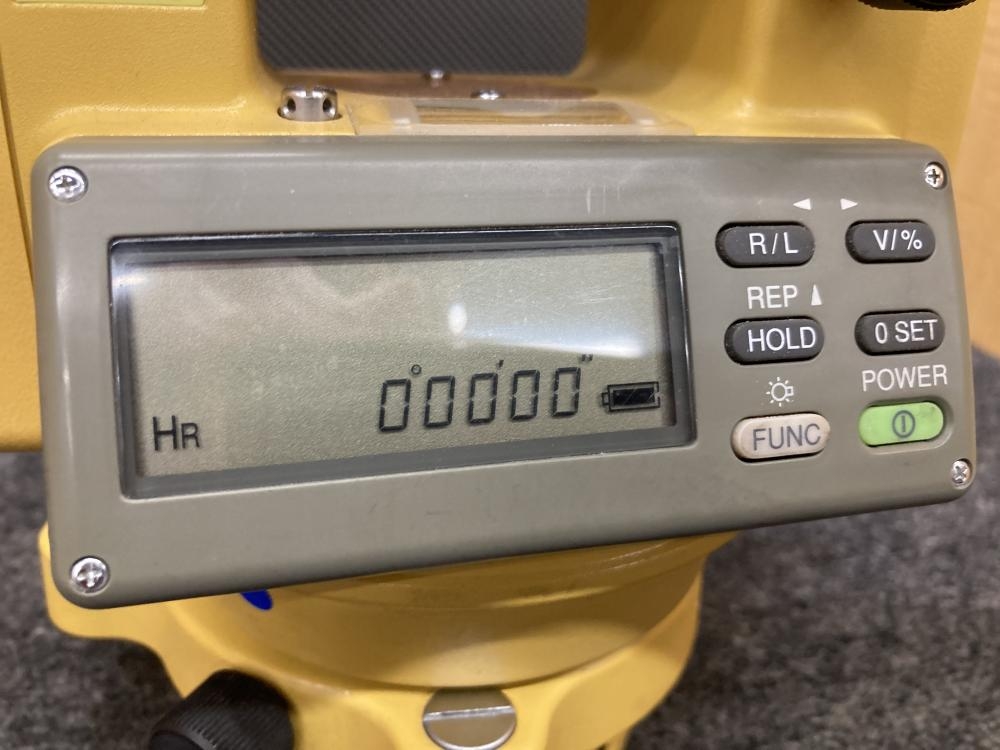 R/L
V/%
REP
HOLD
0 SET
POWER
FUNC
HR
0°00'00"